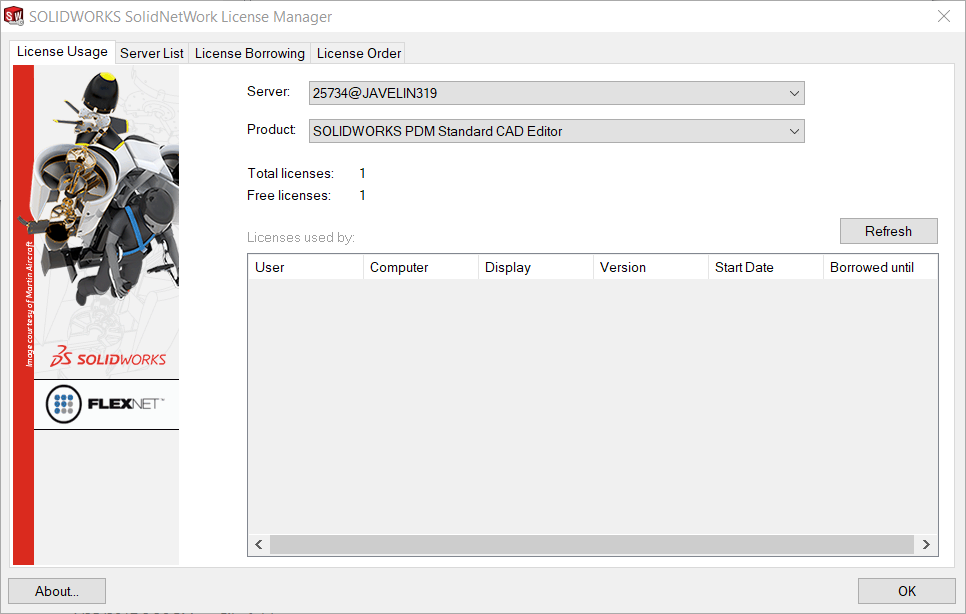 SOLIDWORKS SolidNetWork License Manager
License Usage
Server List
License Borrowing
License Order
Server:
25734@JAVELIN319
Product:
SOLIDWORKS PDM Standard CAD Editor
Total licenses: 1
Free licenses: 1
Licenses used by:
Refresh
User Computer Display Version Start Date Borrowed until
Image courtesy of Martin Aircraft
SOLIDWORKS
FLEXNET
About...
OK